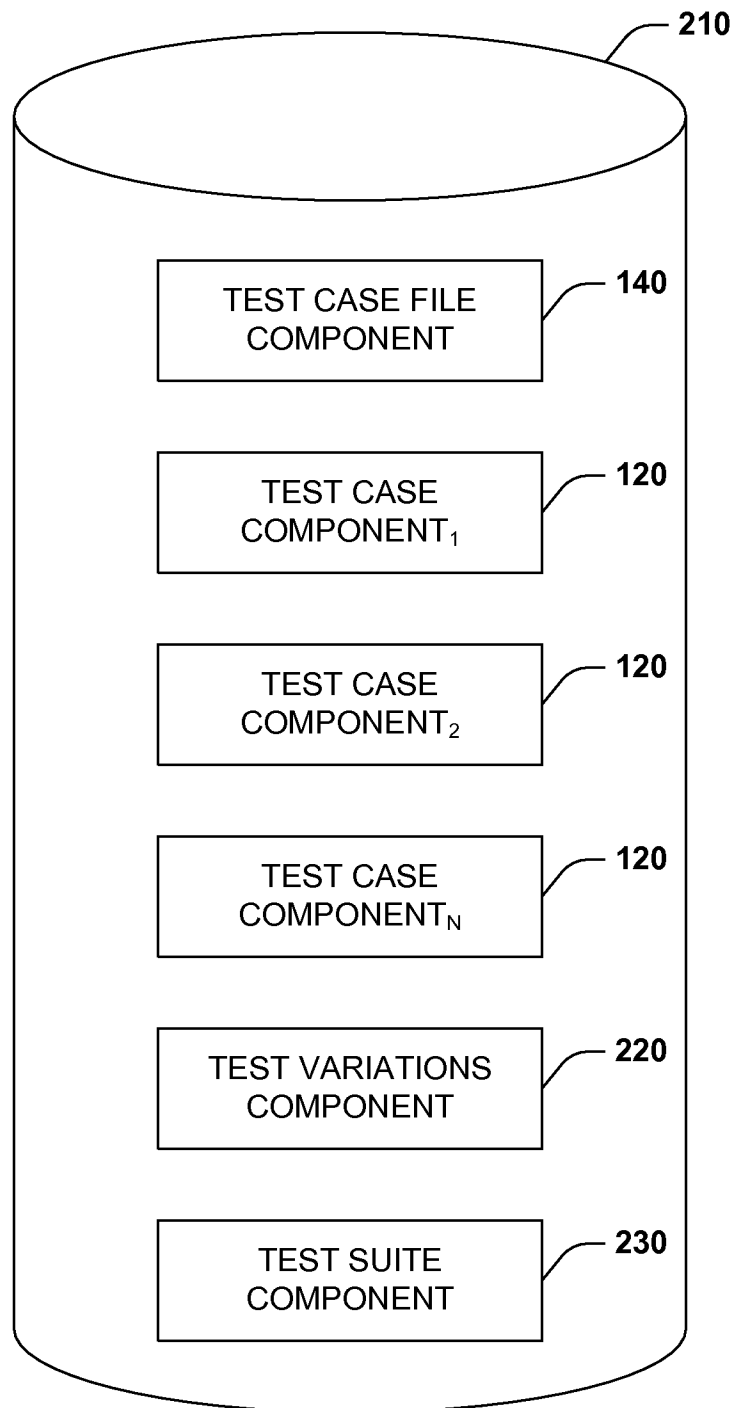 210
TEST CASE FILE
COMPONENT
140
TEST CASE
COMPONENT₁
120
TEST CASE
COMPONENT₂
120
TEST CASE
COMPONENTN
120
TEST VARIATIONS
COMPONENT
220
TEST SUITE
COMPONENT
230